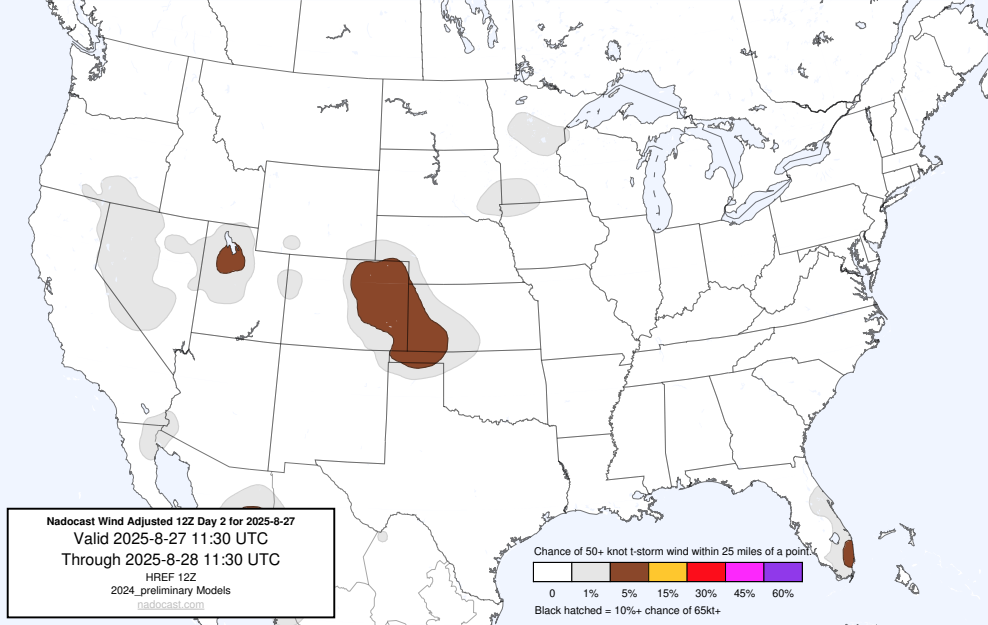 Nadocast Wind Adjusted 12Z Day 2 for 2025-8-27
Valid 2025-8-27 11:30 UTC
Through 2025-8-28 11:30 UTC
HREF 12Z
2024_preliminary Models
nadocast.com
Chance of 50+ knot t-storm wind within 25 miles of a point.
0 1% 5% 15% 30% 45% 60%
Black hatched = 10%+ chance of 65kt+